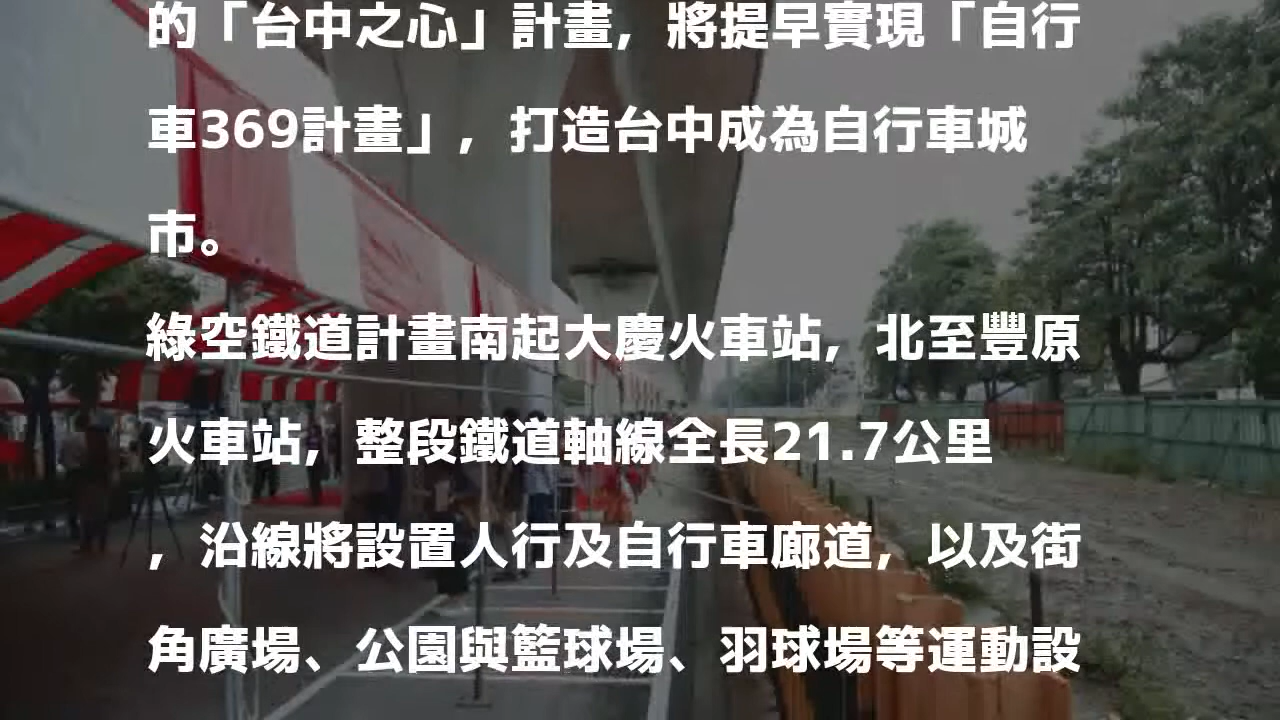 的「台中之心」計畫，將提早實現「自行
車369計畫」，打造台中成為自行車城
市。
綠空鐵道計畫南起大慶火車站，北至豐原
火車站，整段鐵道軸線全長21.7公里
，沿線將設置人行及自行車廊道，以及街
角廣場、公園與籃球場、羽球場等運動設